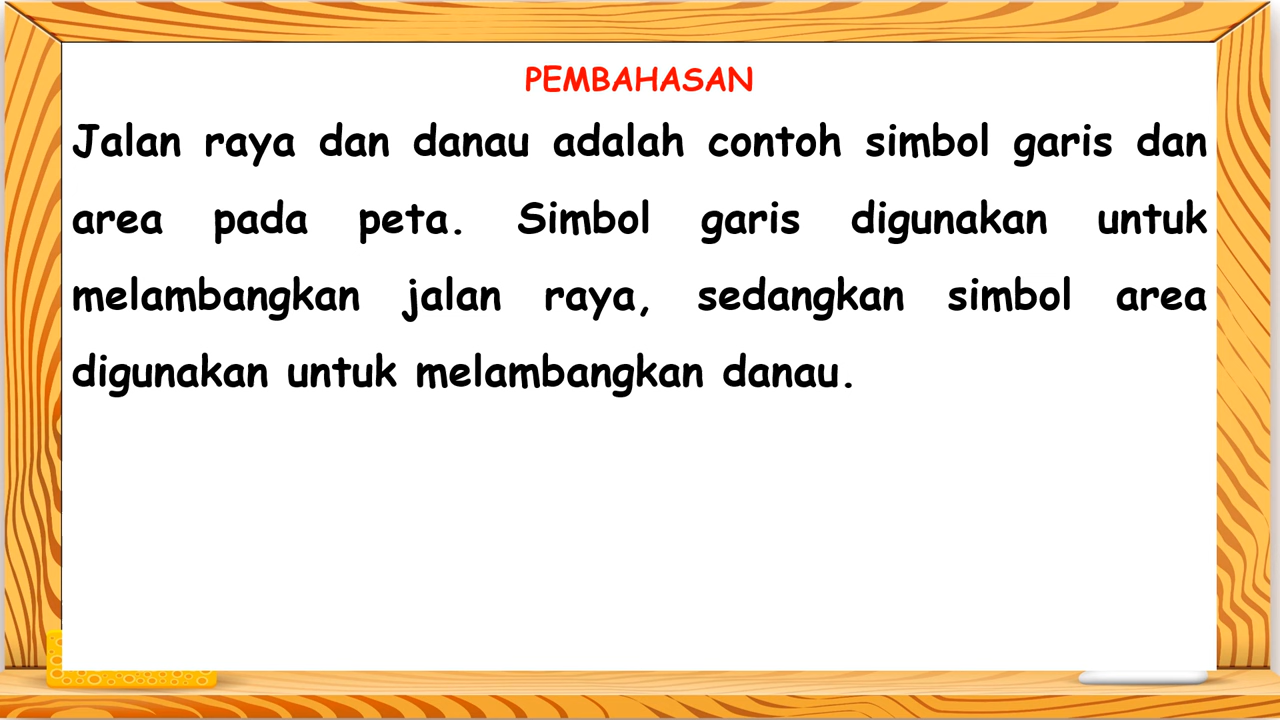 PEMBAHASAN
Jalan raya dan danau adalah contoh simbol garis dan
area pada peta. Simbol garis digunakan untuk
melambangkan jalan raya, sedangkan simbol area
digunakan untuk melambangkan danau.